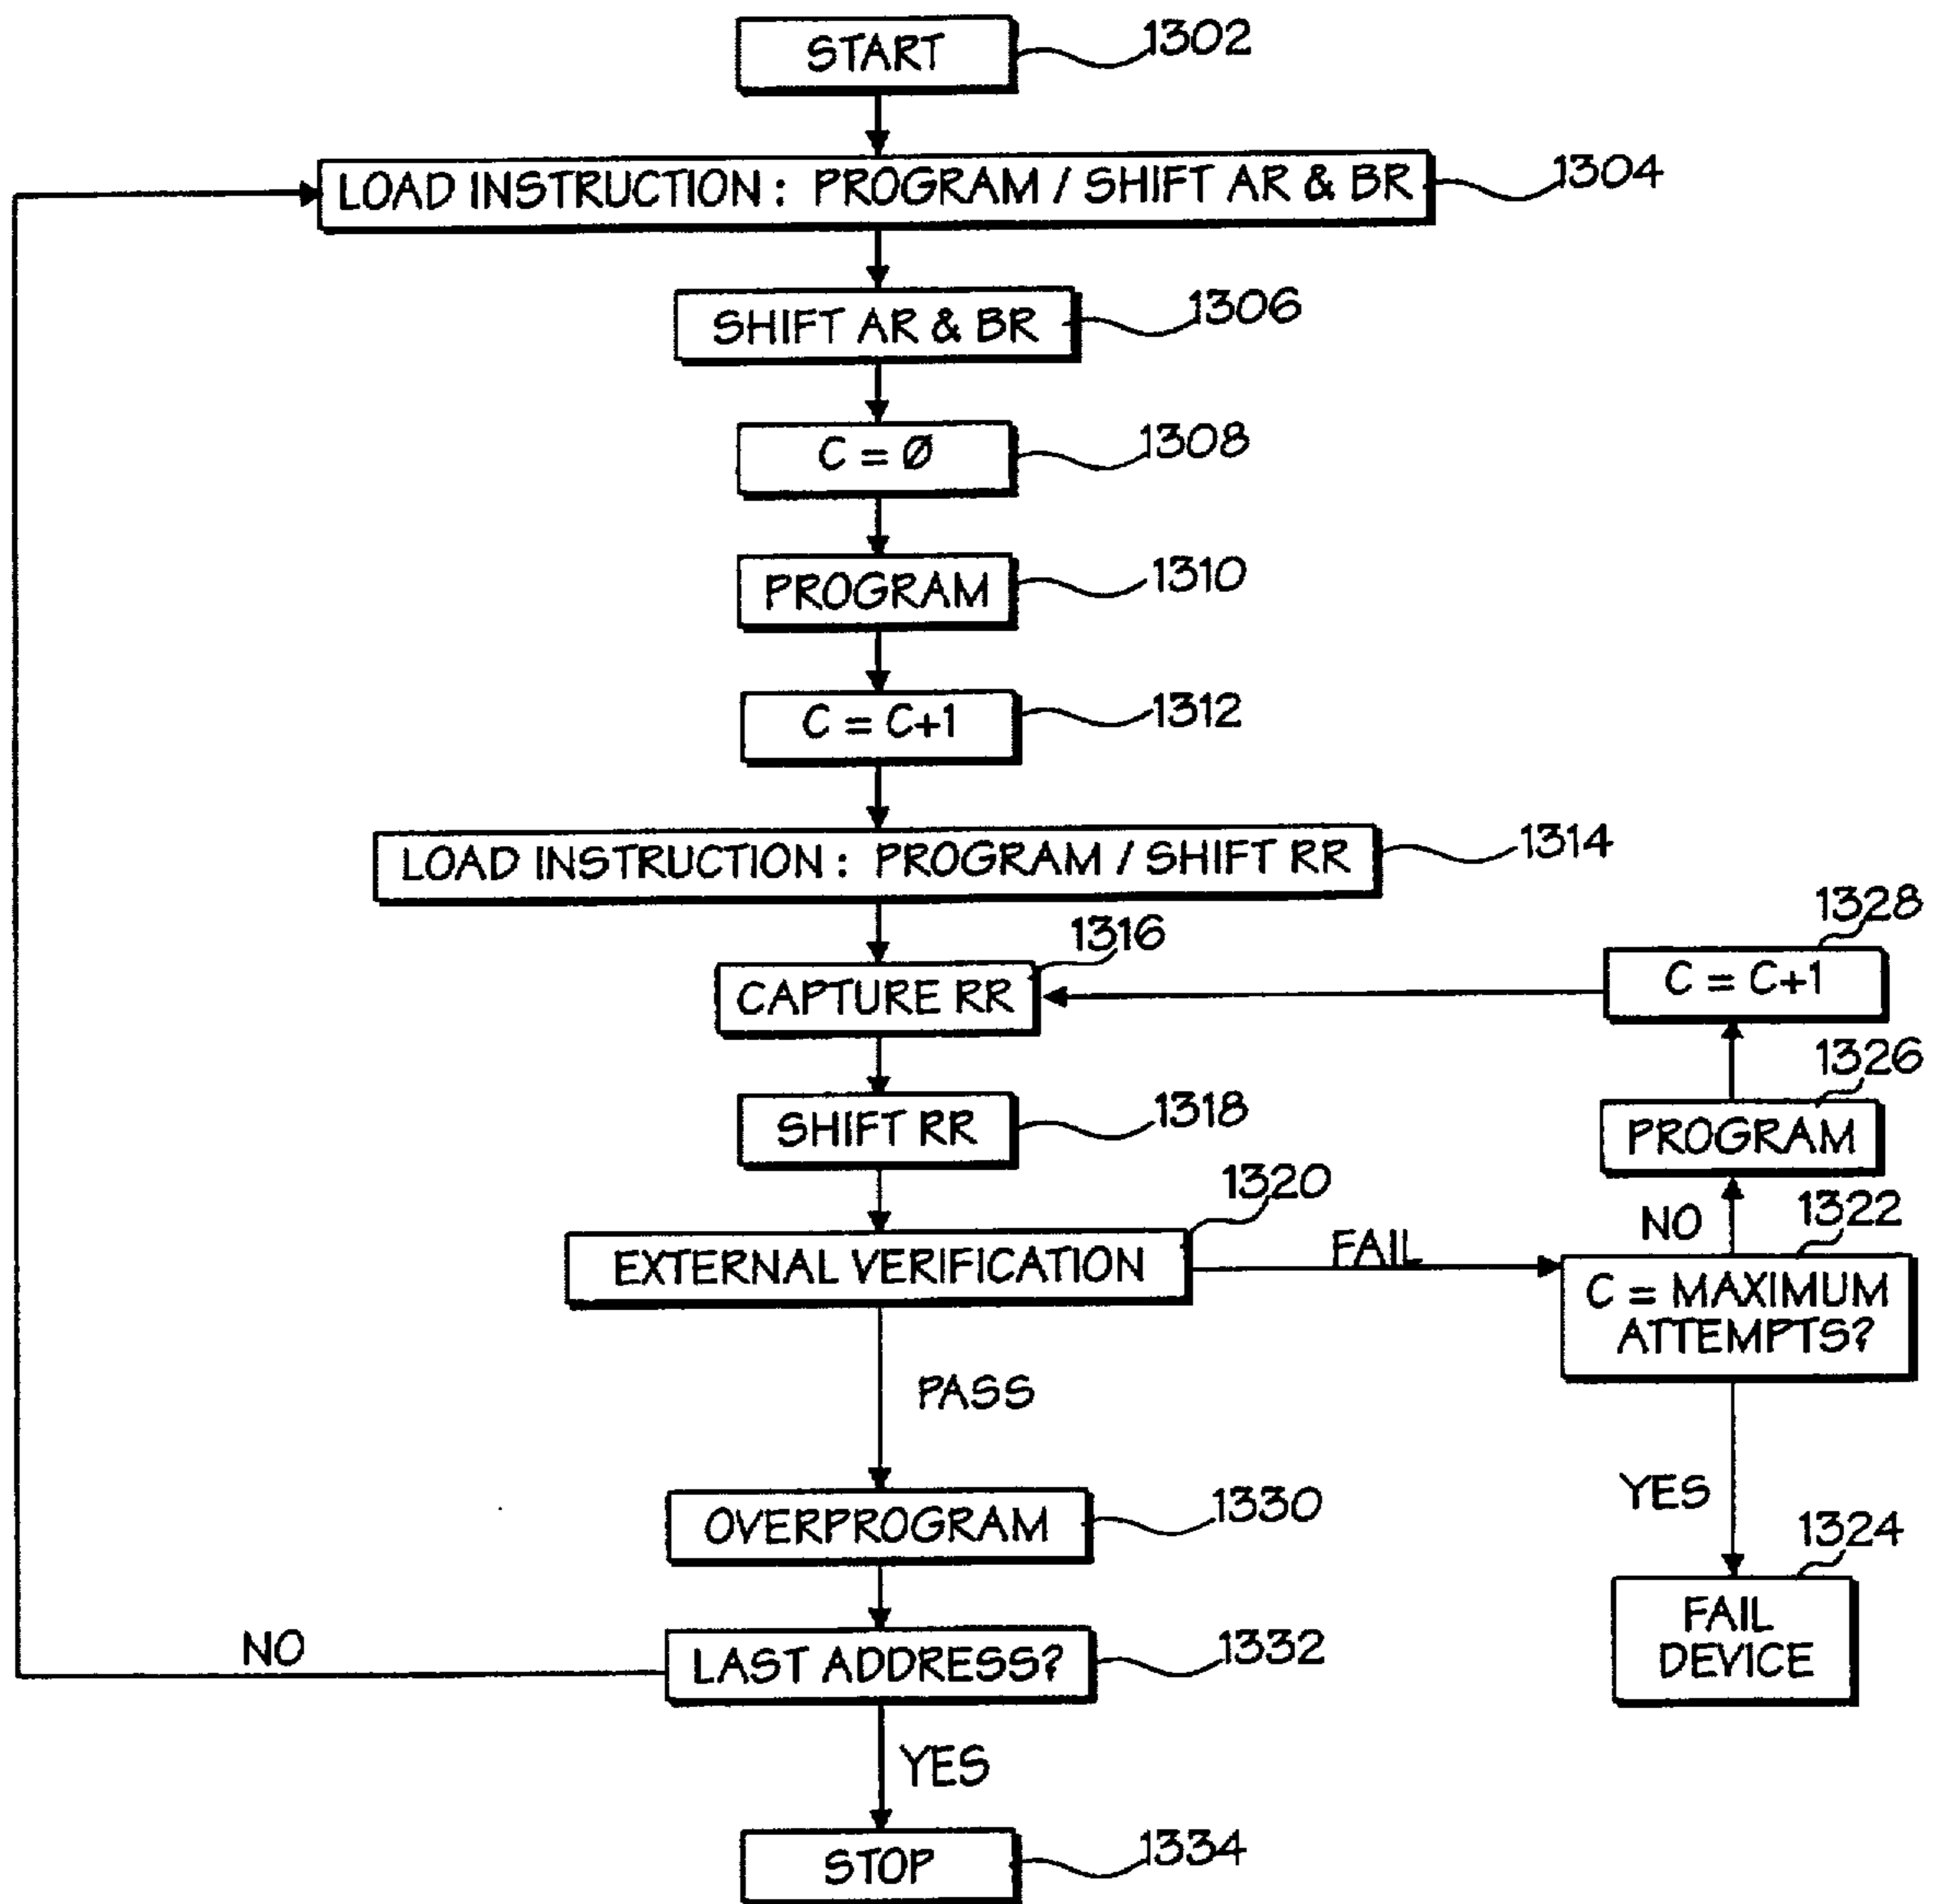 START
1302
LOAD INSTRUCTION : PROGRAM / SHIFT AR & BR
1304
SHIFT AR & BR
1306
C = Ø
1308
PROGRAM
1310
C = C+1
1312
LOAD INSTRUCTION : PROGRAM / SHIFT RR
1314
1316
CAPTURE RR
1328
C = C+1
SHIFT RR
1318
1326
PROGRAM
1320
EXTERNAL VERIFICATION
FAIL
NO
1322
C = MAXIMUM
ATTEMPTS?
PASS
YES
OVERPROGRAM
1330
1324
FAIL
DEVICE
LAST ADDRESS?
1332
NO
YES
STOP
1334